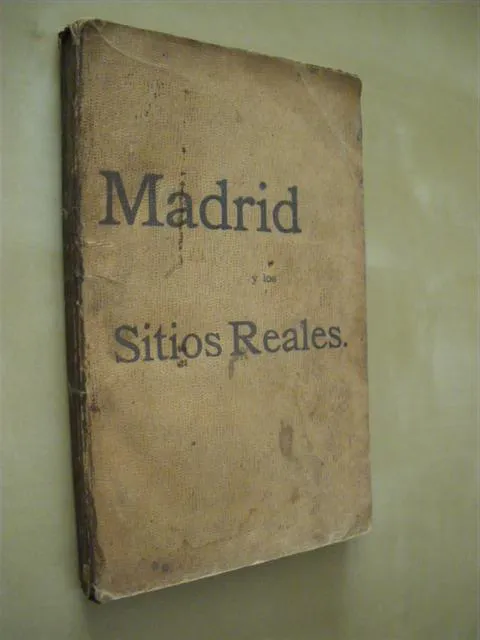 Madrid
y los
Sitios Reales.